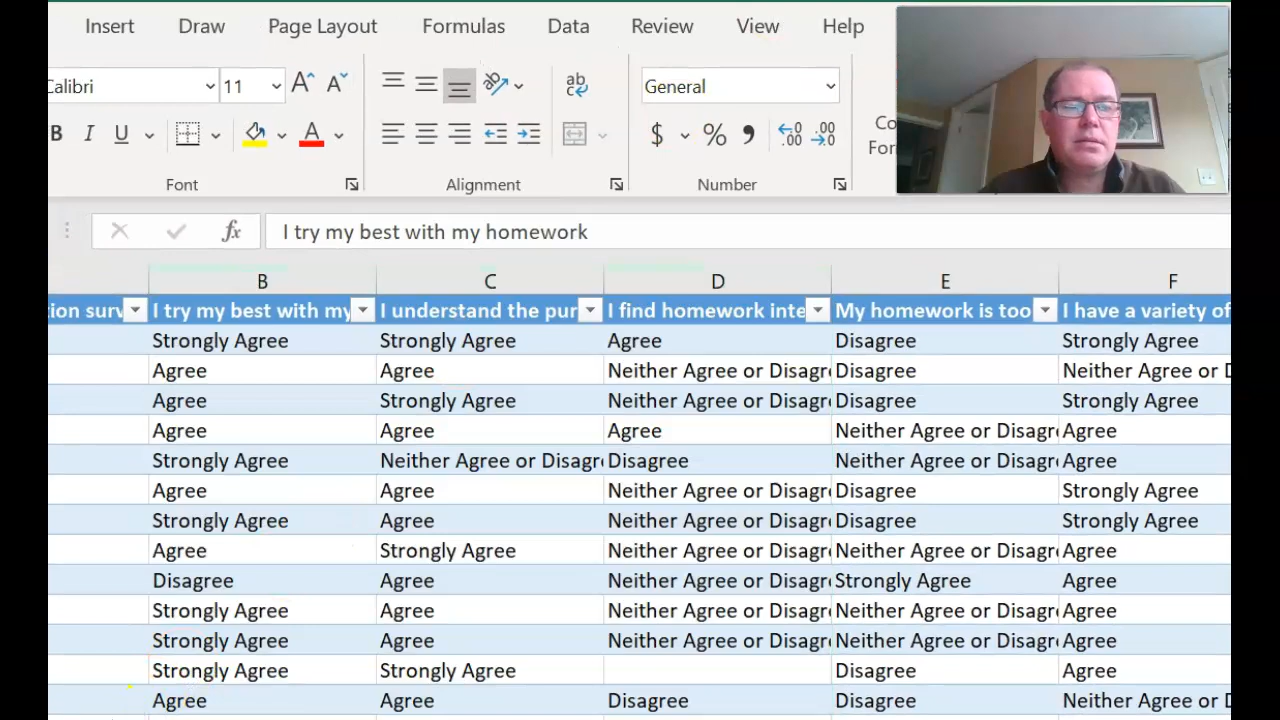 Insert Draw Page Layout Formulas Data Review View Help
Calibri 11 A A ab General
B I U A $ % 9 .00 .00
Co
For
Font Alignment Number
fx I try my best with my homework
B C D E F
ion surv I try my best with my I understand the pur I find homework inte My homework is too I have a variety of
Strongly Agree Strongly Agree Agree Disagree Strongly Agree
Agree Agree Neither Agree or Disagr Disagree Neither Agree or D
Agree Strongly Agree Neither Agree or Disagr Disagree Strongly Agree
Agree Agree Agree Neither Agree or Disagr Agree
Strongly Agree Neither Agree or Disagr Disagree Neither Agree or Disagr Agree
Agree Agree Neither Agree or Disagr Disagree Strongly Agree
Strongly Agree Agree Neither Agree or Disagr Disagree Strongly Agree
Agree Strongly Agree Neither Agree or Disagr Neither Agree or Disagr Agree
Disagree Agree Neither Agree or Disagr Strongly Agree Agree
Strongly Agree Agree Neither Agree or Disagr Neither Agree or Disagr Agree
Strongly Agree Agree Neither Agree or Disagr Neither Agree or Disagr Agree
Strongly Agree Strongly Agree Disagree Agree
Agree Agree Disagree Disagree Neither Agree or D